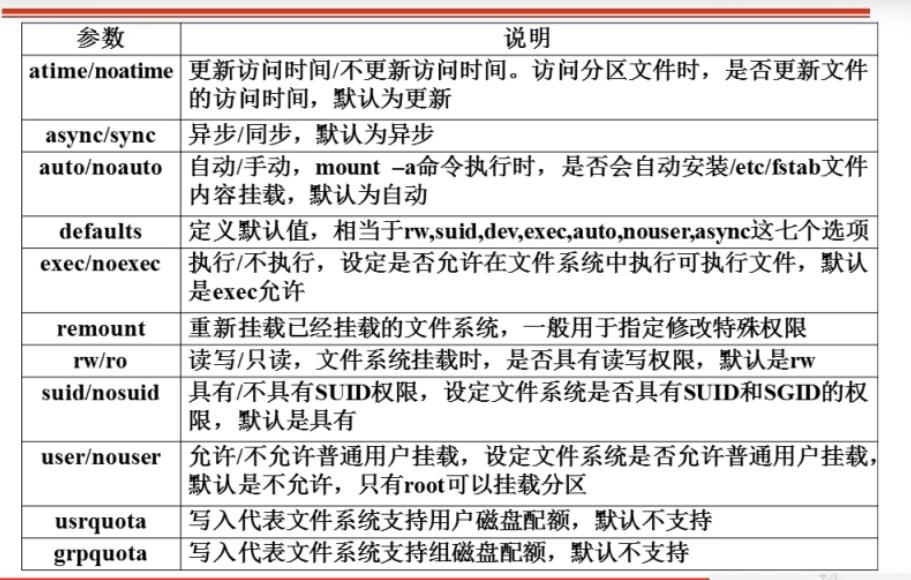 参数 说明
atime/noatime 更新访问时间/不更新访问时间。访问分区文件时，是否更新文件
的访问时间，默认为更新
async/sync 异步/同步，默认为异步
auto/noauto 自动/手动，mount –a命令执行时，是否会自动安装/etc/fstab文件
内容挂载，默认为自动
defaults 定义默认值，相当于rw,suid,dev,exec,auto,nouser,async这七个选项
exec/noexec 执行/不执行，设定是否允许在文件系统中执行可执行文件，默认
是exec允许
remount 重新挂载已经挂载的文件系统，一般用于指定修改特殊权限
rw/ro 读写/只读，文件系统挂载时，是否具有读写权限，默认是rw
suid/nosuid 具有/不具有SUID权限，设定文件系统是否具有SUID和SGID的权
限，默认是具有
user/nouser 允许/不允许普通用户挂载，设定文件系统是否允许普通用户挂载，
默认是不允许，只有root可以挂载分区
usrquota 写入代表文件系统支持用户磁盘配额，默认不支持
grpquota 写入代表文件系统支持组磁盘配额，默认不支持